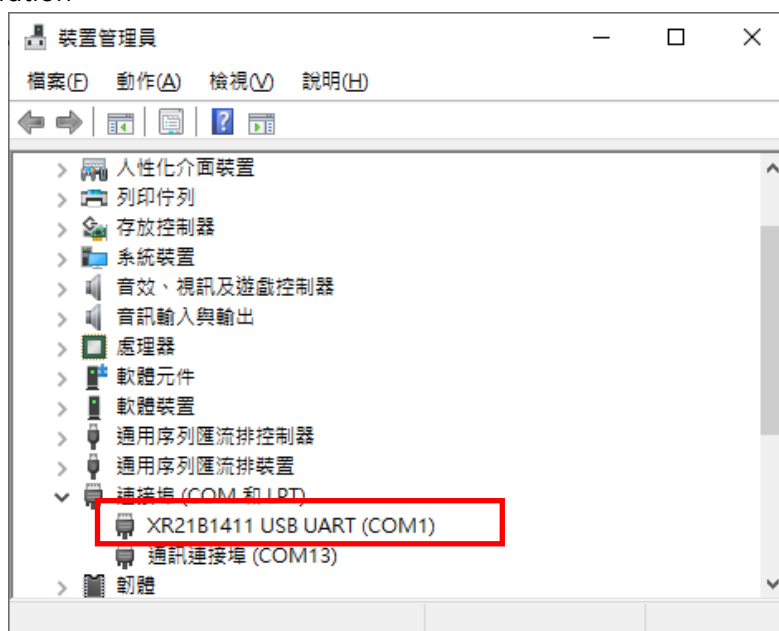 裝置管理員
檔案(F) 動作(A) 檢視(V) 說明(H)
人性化介面裝置
列印佇列
存放控制器
系統裝置
音效、視訊及遊戲控制器
音訊輸入與輸出
處理器
軟體元件
軟體裝置
通用序列匯流排控制器
通用序列匯流排裝置
連接埠 (COM 和 LPT)
XR21B1411 USB UART (COM1)
通訊連接埠 (COM13)
韌體